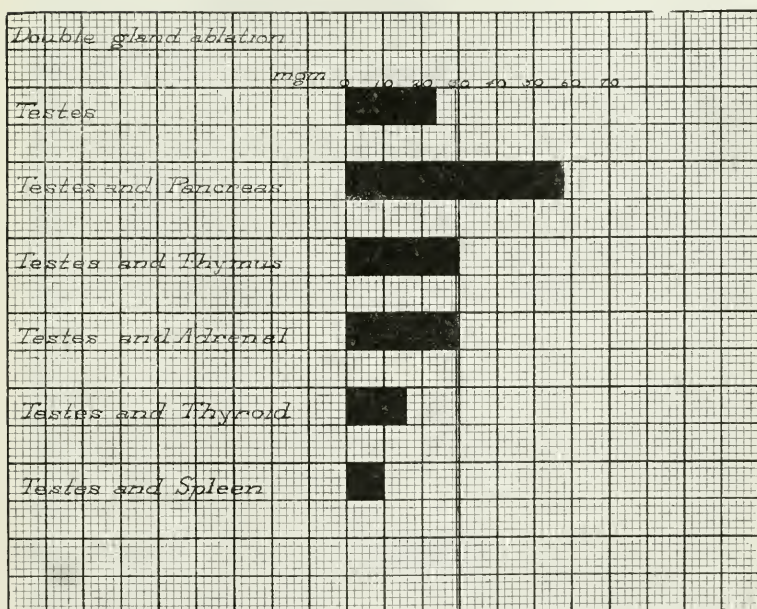 Double gland ablation
mgm 0 10 20 30 40 50 60 70
Testes
Testes and Pancreas
Testes and Thymus
Testes and Adrenal
Testes and Thyroid
Testes and Spleen